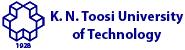 K. N. Toosi University
of Technology
1928